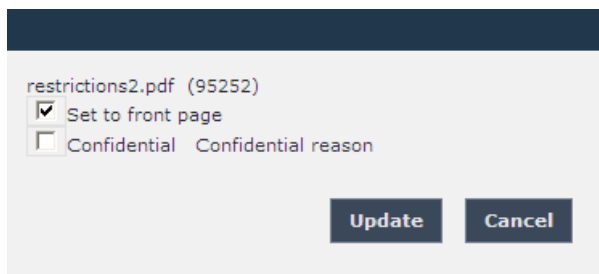 restrictions2.pdf (95252)
Set to front page
Confidential Confidential reason
Update Cancel